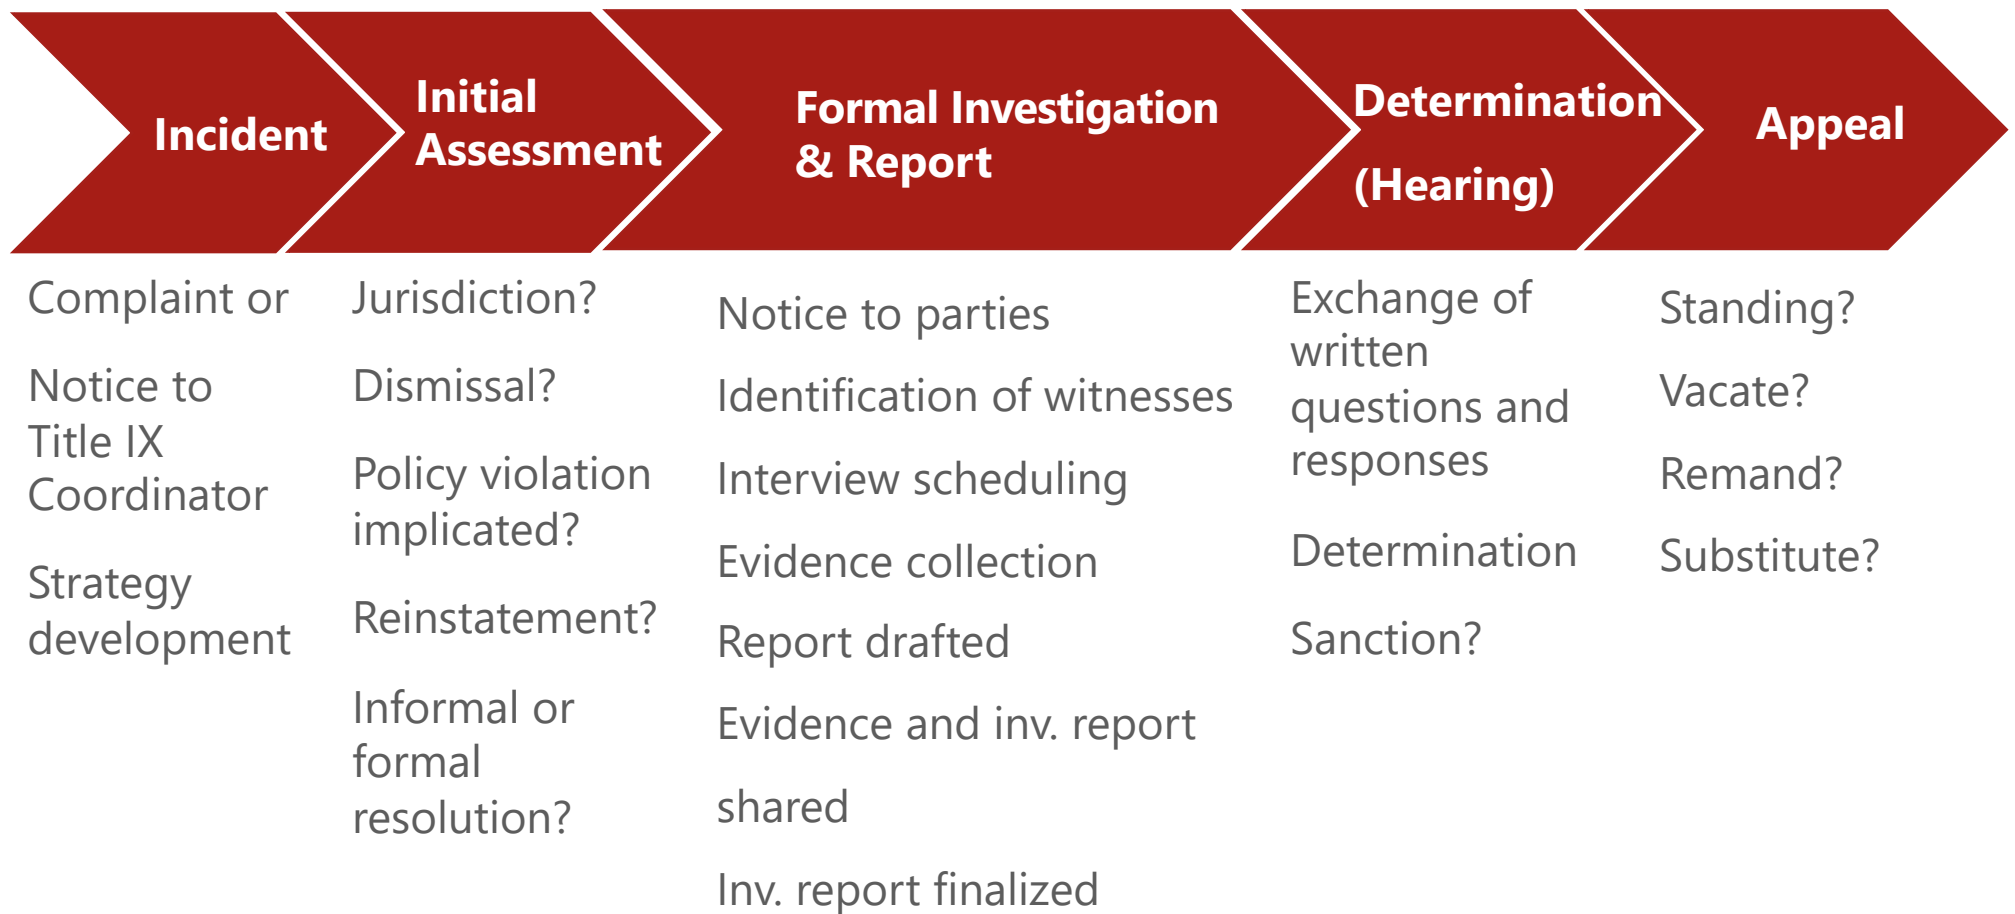 Incident
Initial
Assessment
Formal Investigation
& Report
Determination
(Hearing)
Appeal
Complaint or
Notice to
Title IX
Coordinator
Strategy
development
Jurisdiction?
Dismissal?
Policy violation
implicated?
Reinstatement?
Informal or
formal
resolution?
Notice to parties
Identification of witnesses
Interview scheduling
Evidence collection
Report drafted
Evidence and inv. report
shared
Inv. report finalized
Exchange of
written
questions and
responses
Determination
Sanction?
Standing?
Vacate?
Remand?
Substitute?